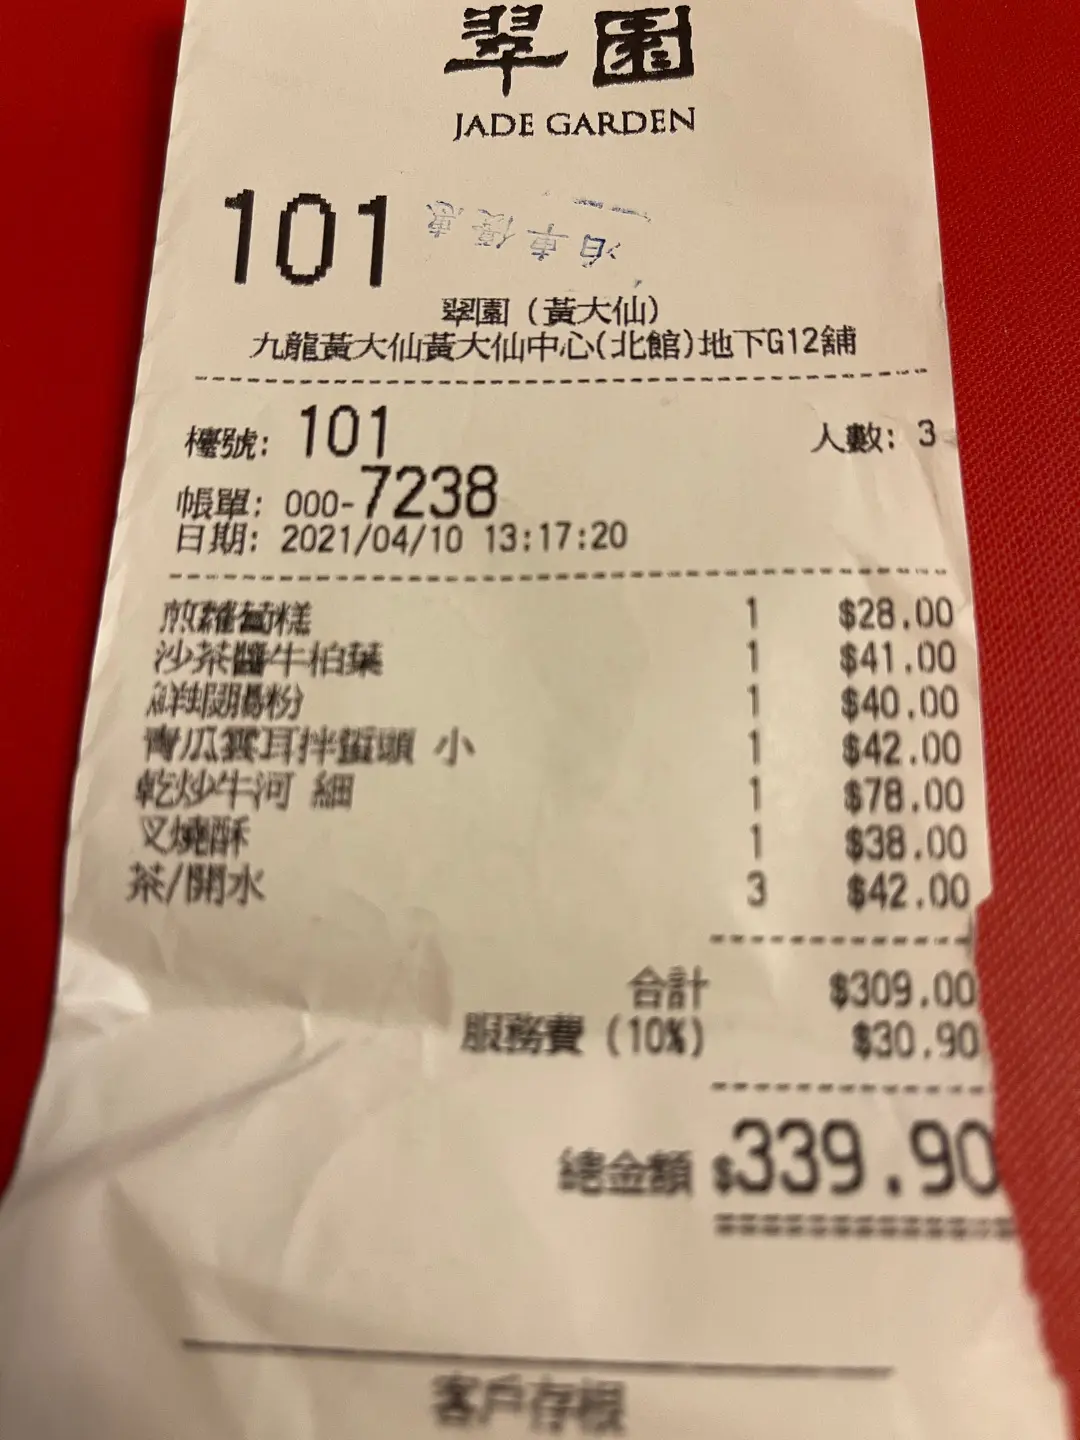 翠園
JADE GARDEN
101
泊車優惠
翠園 (黃大仙)
九龍黃大仙黃大仙中心(北館)地下G12舖
檯號: 101 人數: 3
帳單: 000-7238
日期: 2021/04/10 13:17:20
煎蘿蔔糕 1 $28.00
沙茶醬牛柏葉 1 $41.00
鮮蝦腸粉 1 $40.00
青瓜雲耳拌蜇頭 小 1 $42.00
乾炒牛河 細 1 $78.00
叉燒酥 1 $38.00
茶/開水 3 $42.00
合計 $309.00
服務費 (10%) $30.90
總金額 $339.90
客戶存根